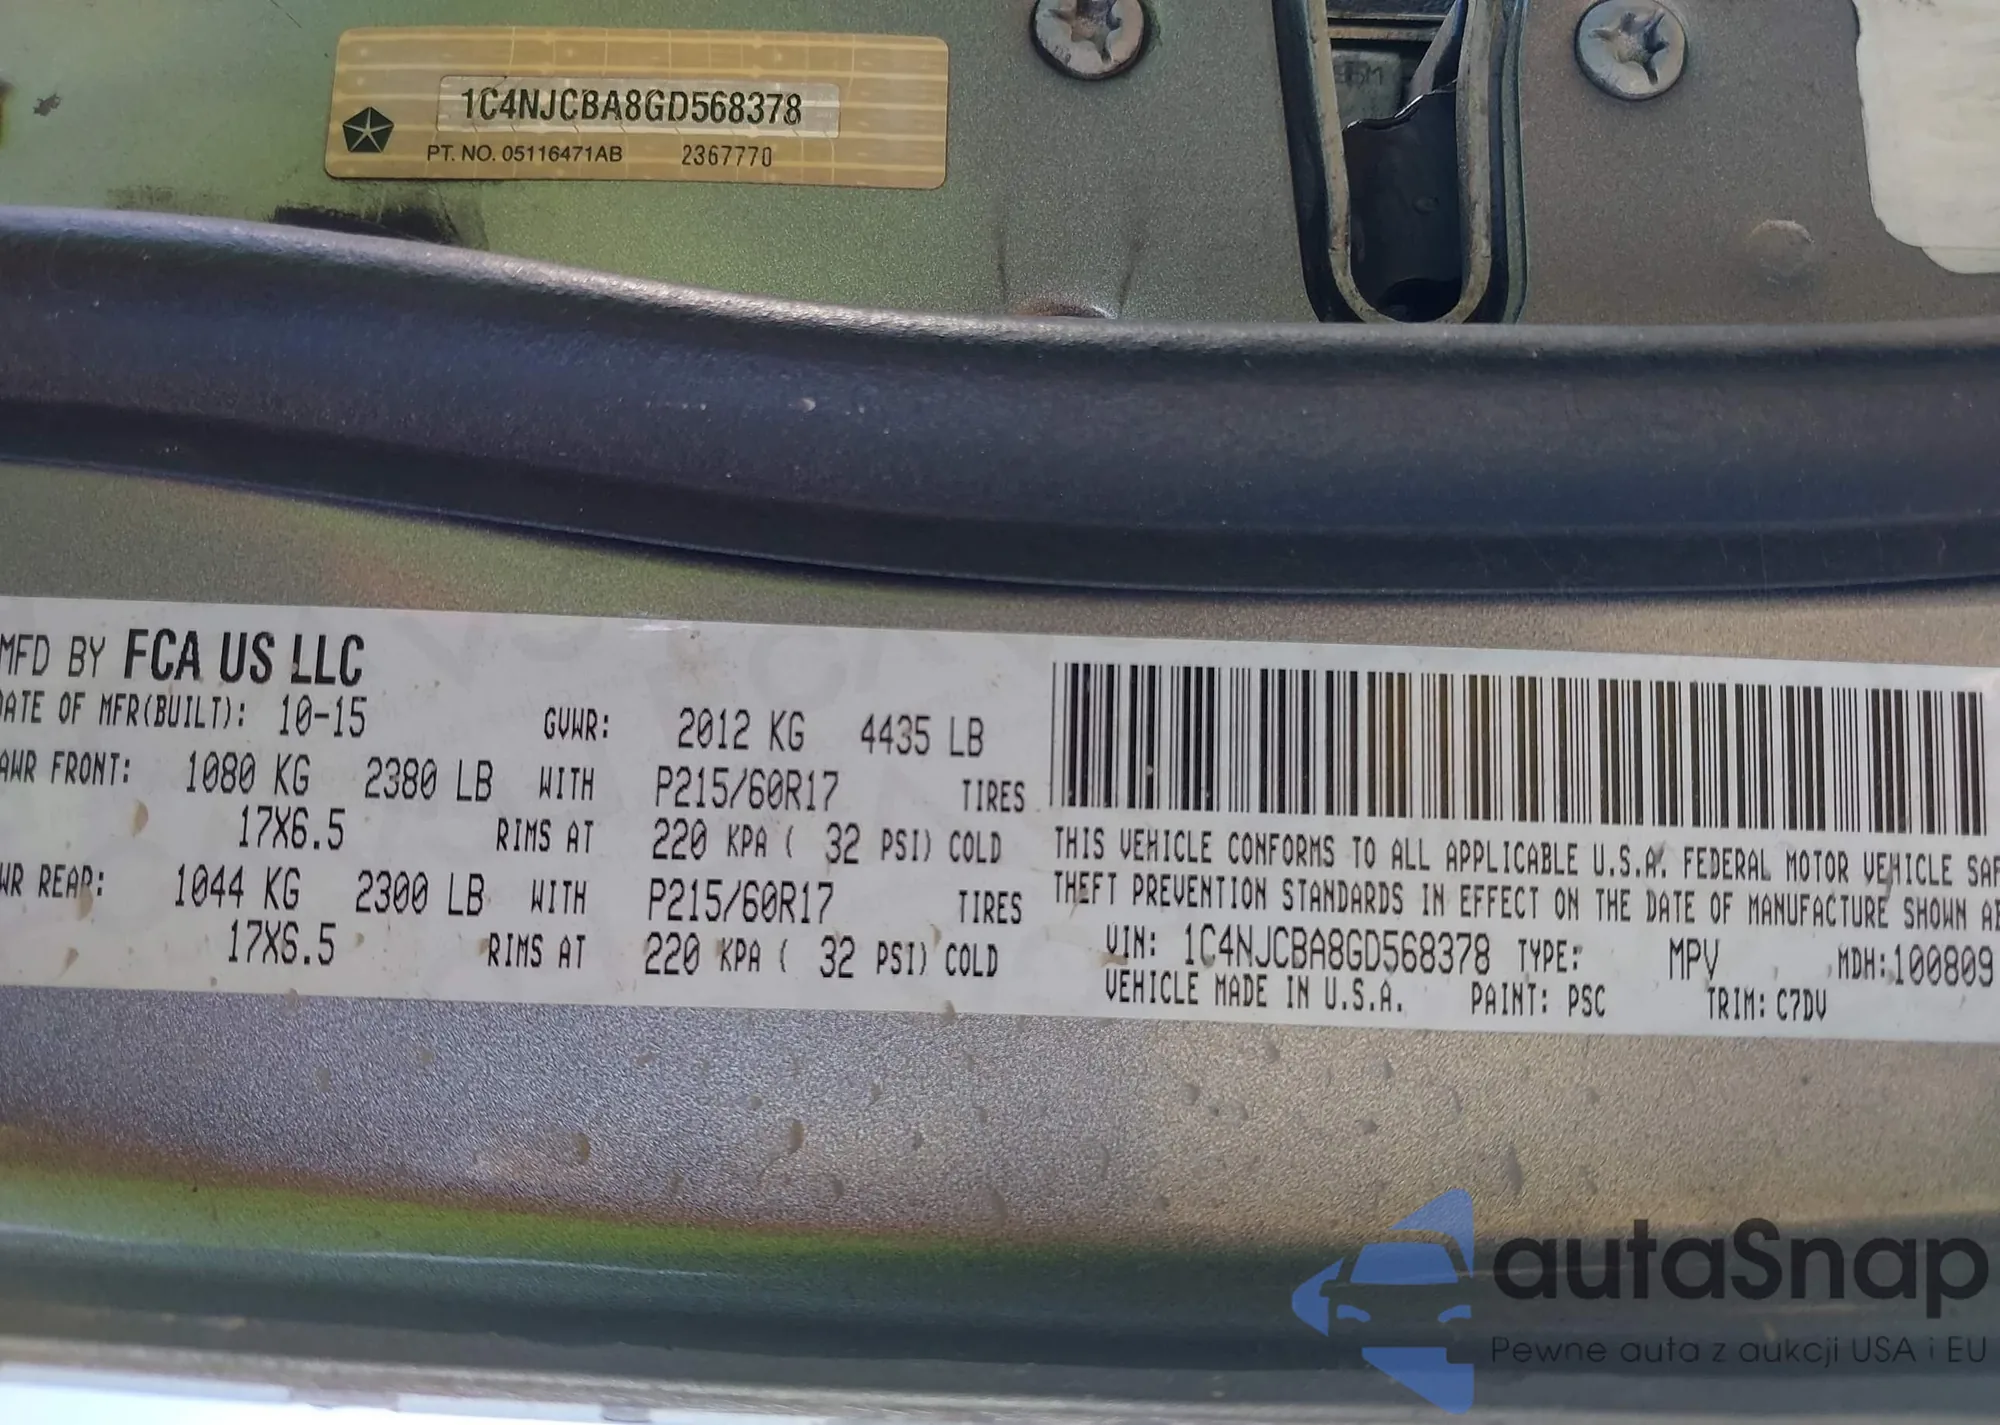 1C4NJCBA8GD568378
PT. NO. 05116471AB 2367770
MFD BY FCA US LLC
DATE OF MFR(BUILT): 10-15 GVWR: 2012 KG 4435 LB
AWR FRONT: 1080 KG 2380 LB WITH P215/60R17 TIRES
17X6.5 RIMS AT 220 KPA ( 32 PSI) COLD
WR REAR: 1044 KG 2300 LB WITH P215/60R17 TIRES
17X6.5 RIMS AT 220 KPA ( 32 PSI) COLD
THIS VEHICLE CONFORMS TO ALL APPLICABLE U.S.A. FEDERAL MOTOR VEHICLE SAF
THEFT PREVENTION STANDARDS IN EFFECT ON THE DATE OF MANUFACTURE SHOWN AB
VIN: 1C4NJCBA8GD568378 TYPE: MPV MDH: 100809
VEHICLE MADE IN U.S.A. PAINT: PSC TRIM: C7DV
autaSnap
Pewne auta z aukcji USA i EU